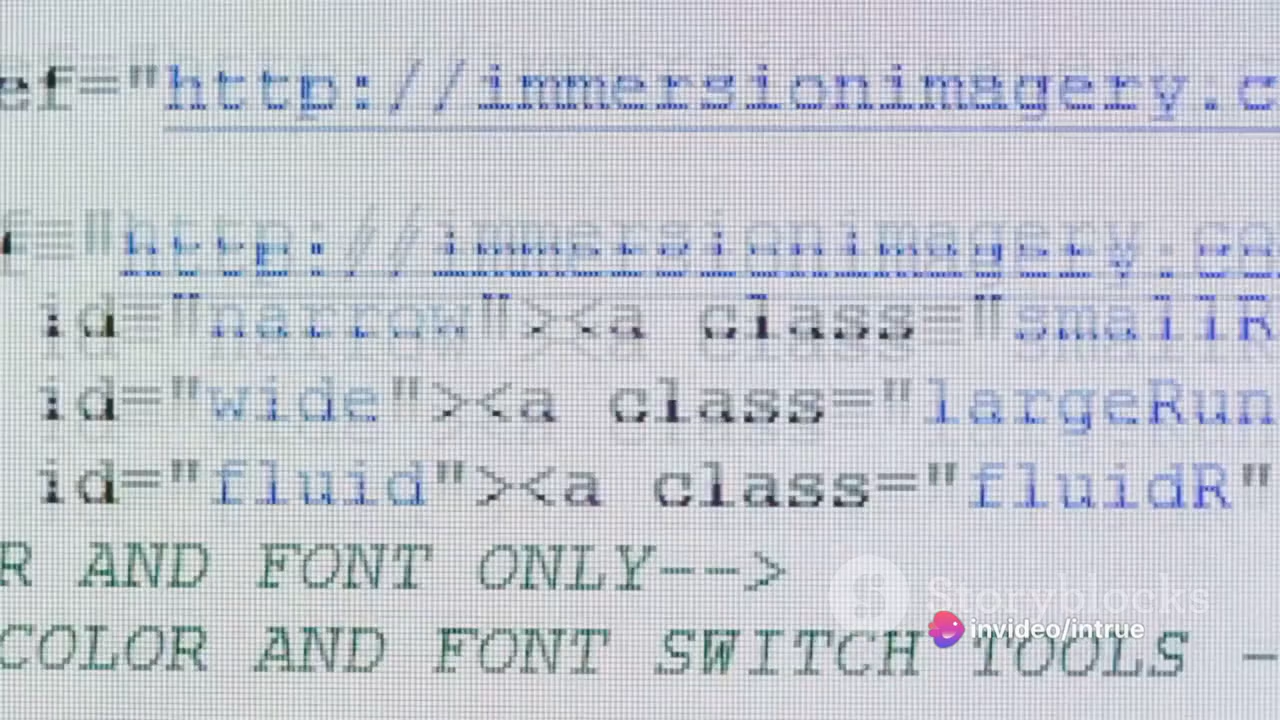 ef="http://immersionimagery.c
f="http://immersionimagery.co
id="narrow"><a class="smallR
id="wide"><a class="largeRun
id="fluid"><a class="fluidR"
R AND FONT ONLY-->
COLOR AND FONT SWITCH TOOLS -
Storyblocks
invideo/intrue